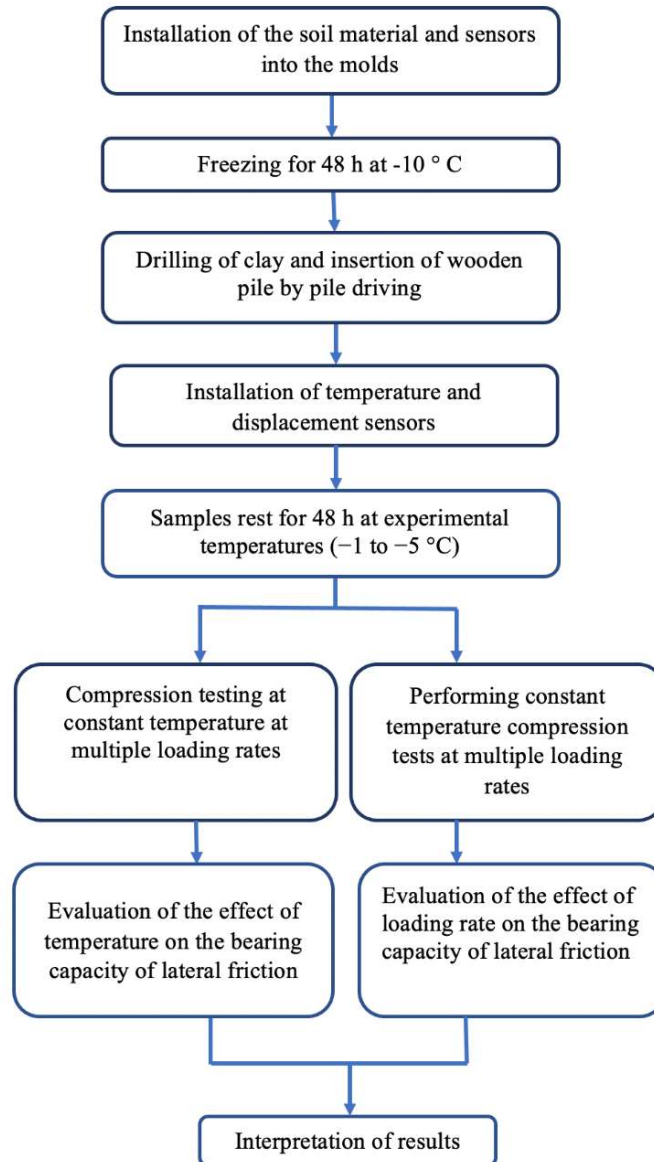 Installation of the soil material and sensors
into the molds
Freezing for 48 h at -10 ° C
Drilling of clay and insertion of wooden
pile by pile driving
Installation of temperature and
displacement sensors
Samples rest for 48 h at experimental
temperatures (−1 to −5 °C)
Compression testing at
constant temperature at
multiple loading rates
Performing constant
temperature compression
tests at multiple loading
rates
Evaluation of the effect of
temperature on the bearing
capacity of lateral friction
Evaluation of the effect of
loading rate on the bearing
capacity of lateral friction
Interpretation of results